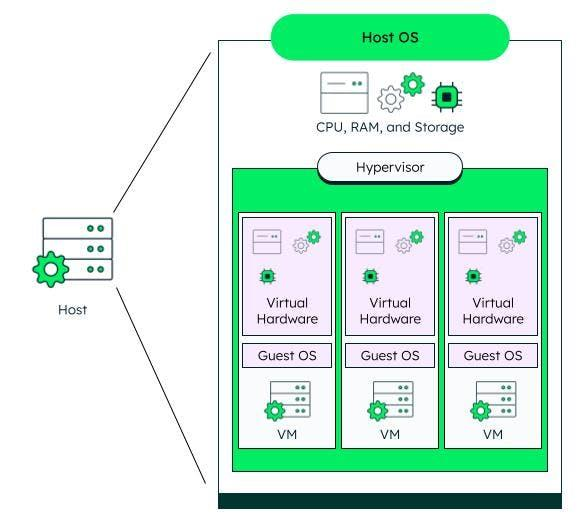 Host OS
CPU, RAM, and Storage
Hypervisor
Host
Virtual
Hardware
Virtual
Hardware
Virtual
Hardware
Guest OS
Guest OS
Guest OS
VM
VM
VM